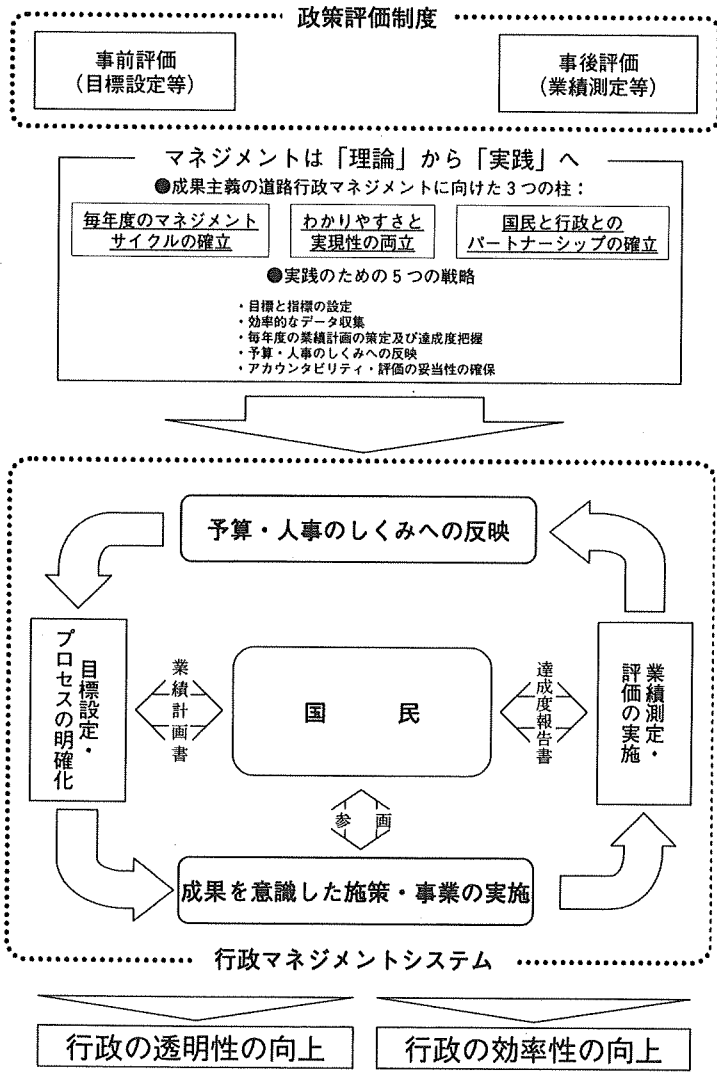 政策評価制度
事前評価
（目標設定等）
事後評価
（業績測定等）
マネジメントは「理論」から「実践」へ
●成果主義の道路行政マネジメントに向けた３つの柱：
毎年度のマネジメント
サイクルの確立
わかりやすさと
実現性の両立
国民と行政との
パートナーシップの確立
●実践のための５つの戦略
・目標と指標の設定
・効率的なデータ収集
・毎年度の業績計画の策定及び達成度把握
・予算・人事のしくみへの反映
・アカウンタビリティ・評価の妥当性の確保
予算・人事のしくみへの反映
目標設定・
プロセスの明確化
業績計画書
国　民
達成度報告書
業績測定・
評価の実施
参　画
成果を意識した施策・事業の実施
行政マネジメントシステム
行政の透明性の向上
行政の効率性の向上